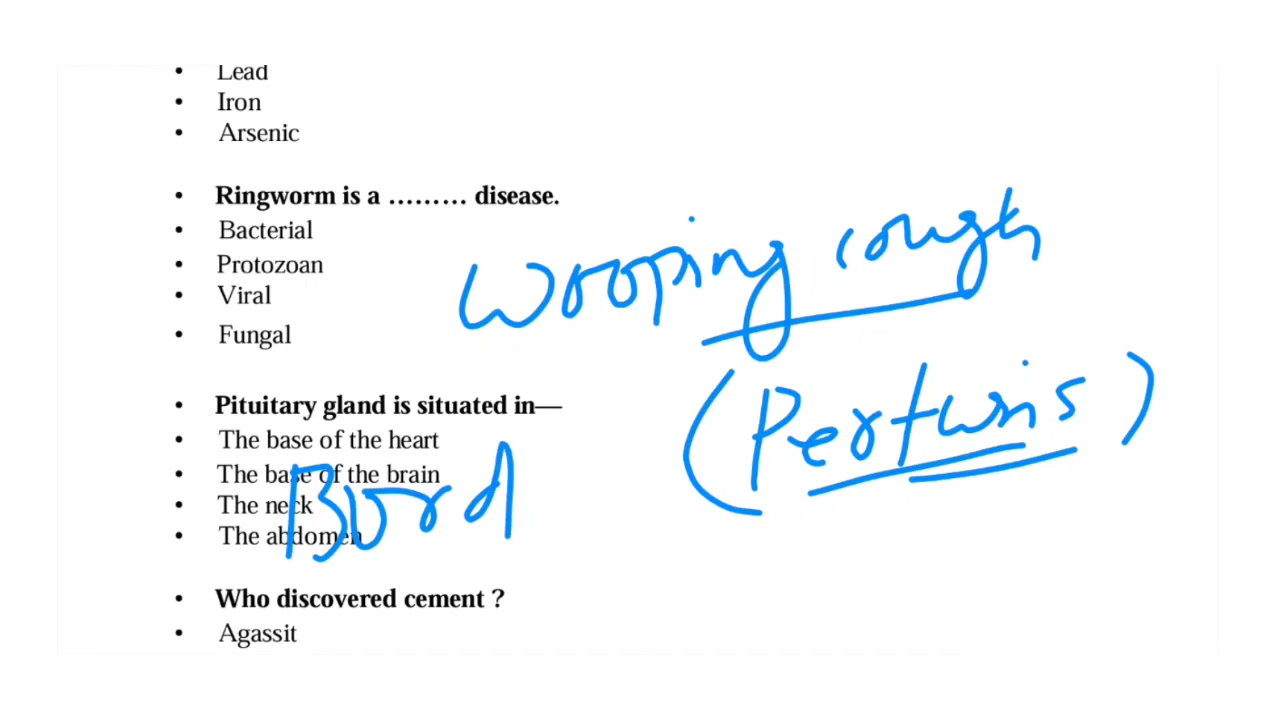 • Lead
• Iron
• Arsenic
• Ringworm is a ……… disease.
• Bacterial
• Protozoan
• Viral
• Fungal
Wooping cough
(Pertusis)
• Pituitary gland is situated in—
• The base of the heart
• The base of the brain
• The neck
• The abdomen
Bord
• Who discovered cement ?
• Agassit